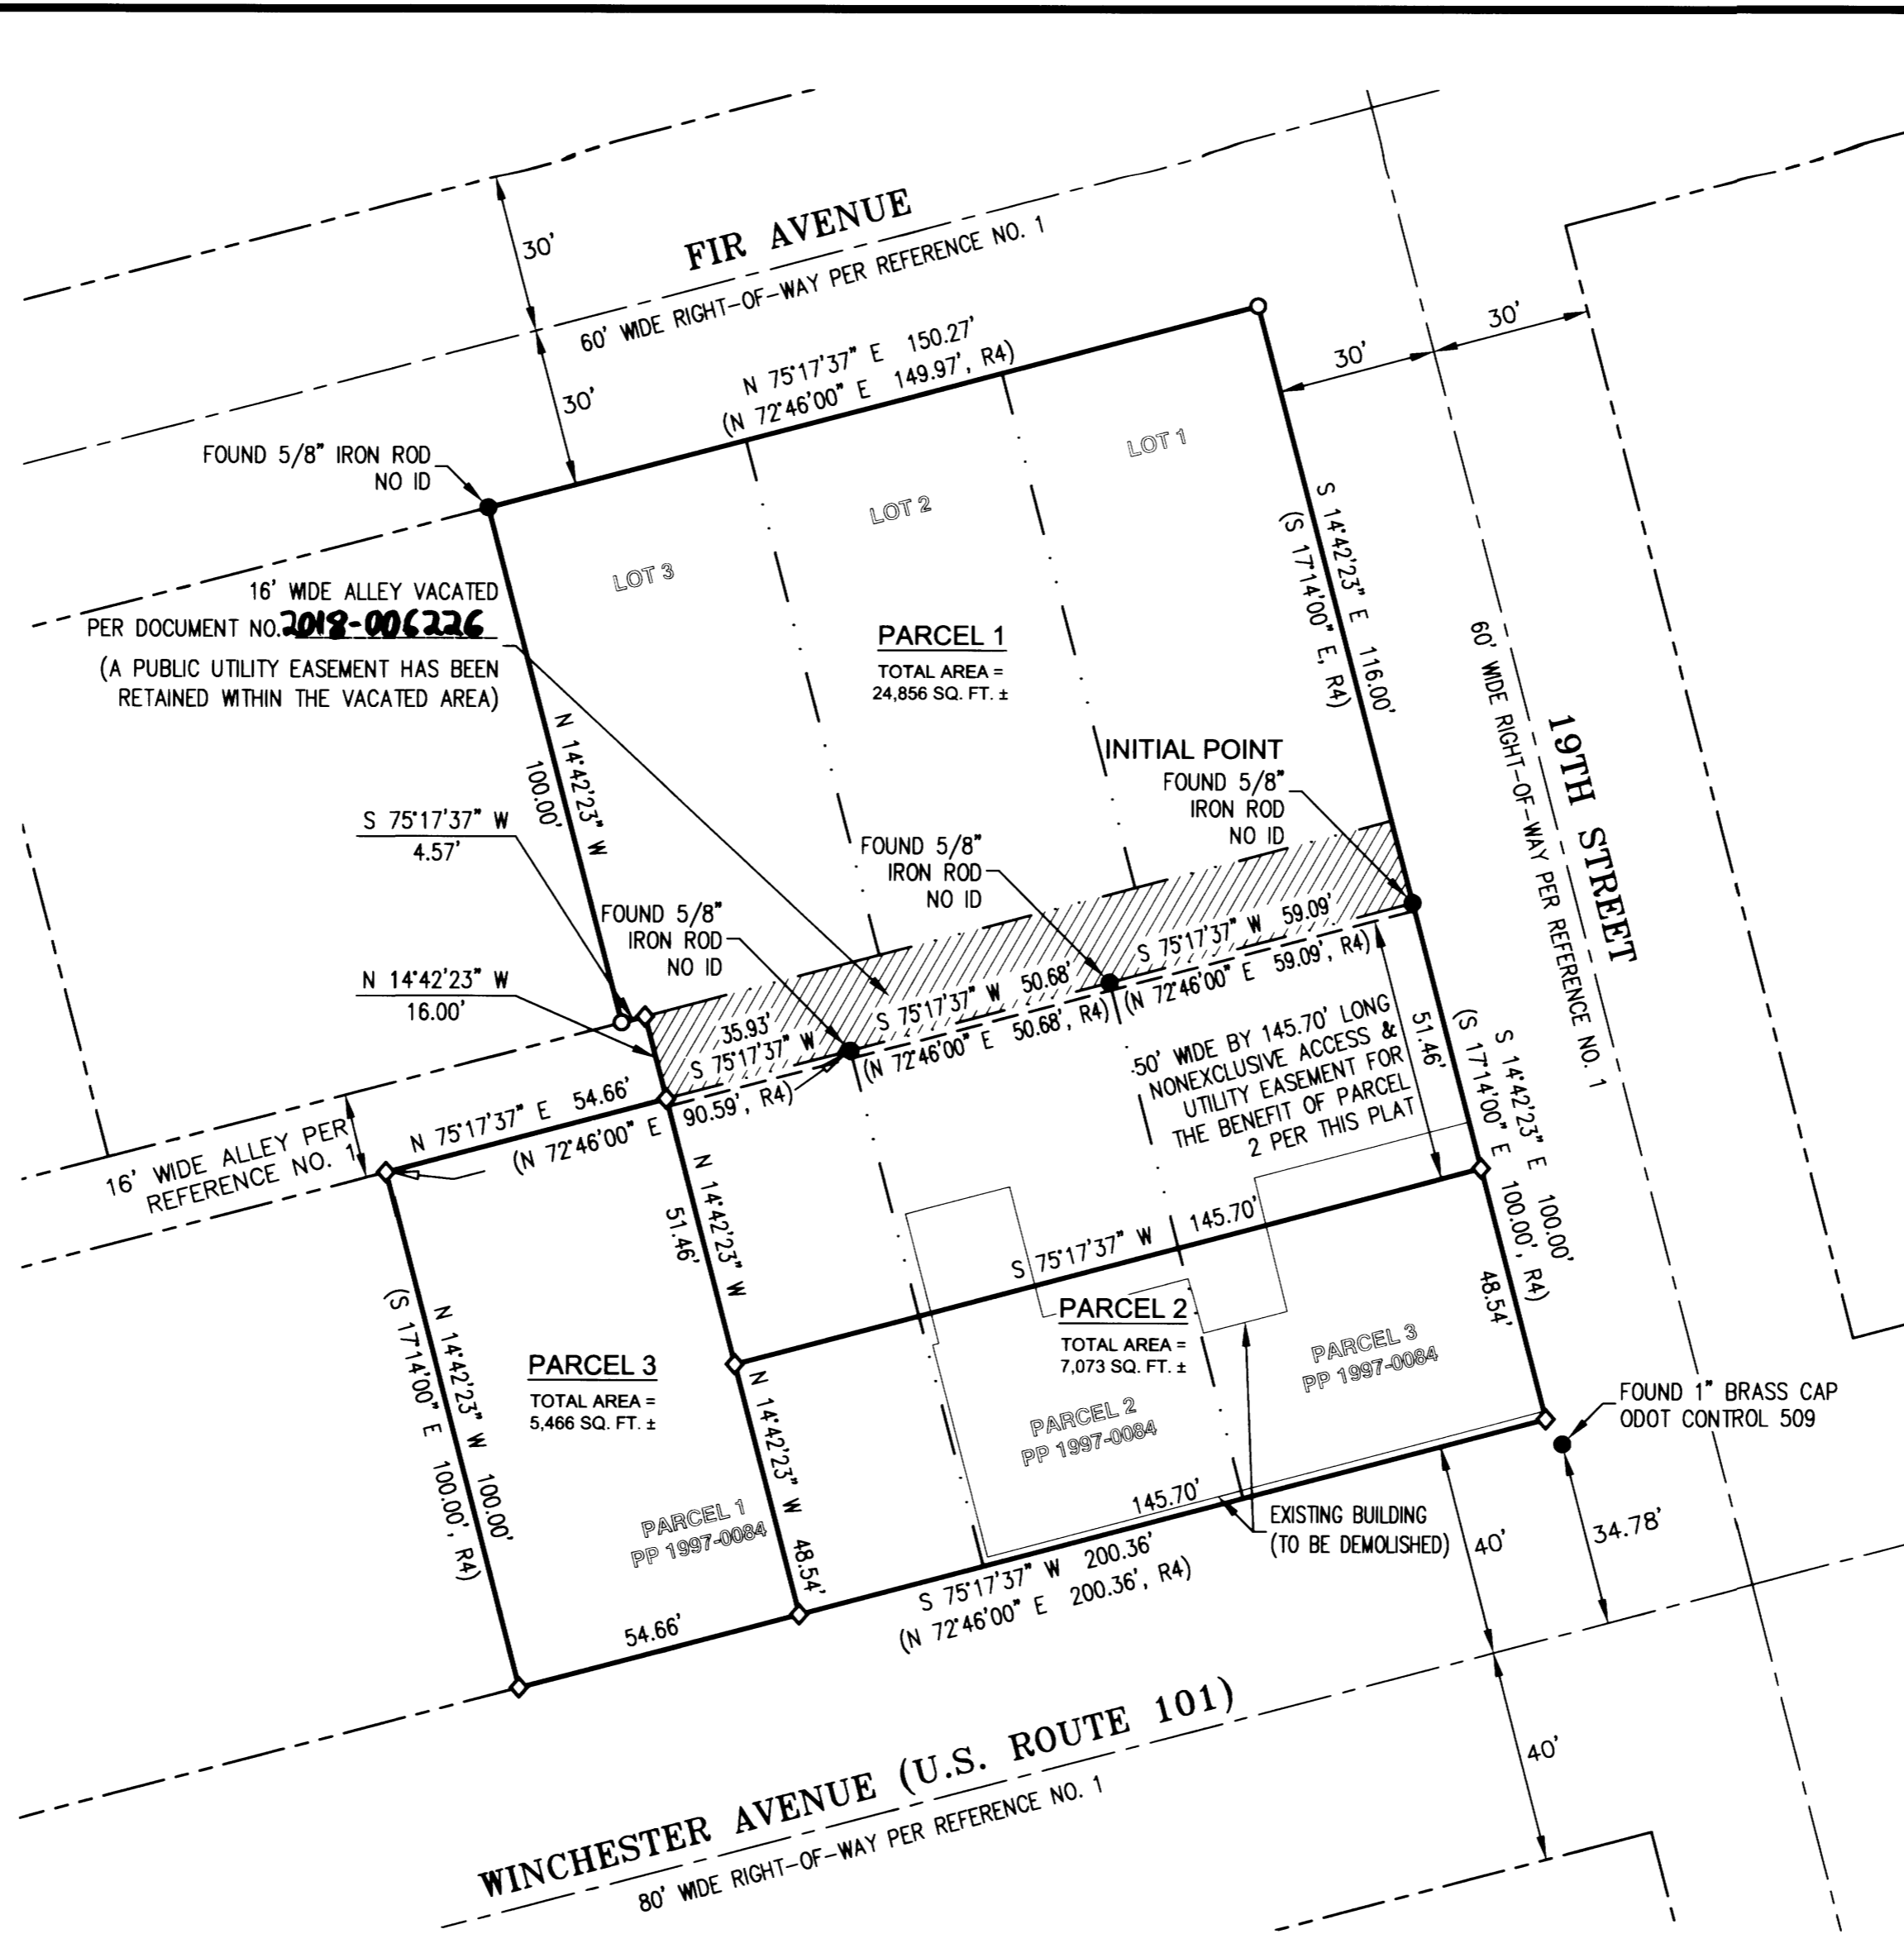 30'
FIR AVENUE
60' WIDE RIGHT-OF-WAY PER REFERENCE NO. 1
30'
N 75°17'37" E 150.27'
(N 72°46'00" E 149.97', R4)
30'
30'
FOUND 5/8" IRON ROD
NO ID
LOT 1
LOT 2
LOT 3
S 14°42'23" E 116.00'
(S 17°14'00" E, R4)
16' WIDE ALLEY VACATED
PER DOCUMENT NO. 2018-006226
(A PUBLIC UTILITY EASEMENT HAS BEEN
RETAINED WITHIN THE VACATED AREA)
PARCEL 1
TOTAL AREA =
24,856 SQ. FT. ±
60' WIDE RIGHT-OF-WAY PER REFERENCE NO. 1
19TH STREET
N 14°42'23" W
100.00'
INITIAL POINT
FOUND 5/8"
IRON ROD
NO ID
S 75°17'37" W
4.57'
FOUND 5/8"
IRON ROD
NO ID
FOUND 5/8"
IRON ROD
NO ID
S 75°17'37" W 59.09'
(N 72°46'00" E 59.09', R4)
N 14°42'23" W
16.00'
S 75°17'37" W 50.68'
(N 72°46'00" E 50.68', R4)
35.93'
S 75°17'37" W
50' WIDE BY 145.70' LONG
NONEXCLUSIVE ACCESS &
UTILITY EASEMENT FOR
THE BENEFIT OF PARCEL
2 PER THIS PLAT
51.46'
S 14°42'23" E 100.00'
(S 17°14'00" E 100.00', R4)
N 75°17'37" E 54.66'
(N 72°46'00" E 90.59', R4)
16' WIDE ALLEY PER
REFERENCE NO. 1
N 14°42'23" W
51.46'
S 75°17'37" W 145.70'
48.54'
PARCEL 2
TOTAL AREA =
7,073 SQ. FT. ±
PARCEL 3
PP 1997-0084
PARCEL 3
TOTAL AREA =
5,466 SQ. FT. ±
N 14°42'23" W 100.00'
(S 17°14'00" E 100.00', R4)
N 14°42'23" W 48.54'
PARCEL 2
PP 1997-0084
FOUND 1" BRASS CAP
ODOT CONTROL 509
PARCEL 1
PP 1997-0084
145.70'
EXISTING BUILDING
(TO BE DEMOLISHED)
40'
34.78'
S 75°17'37" W 200.36'
(N 72°46'00" E 200.36', R4)
54.66'
40'
WINCHESTER AVENUE (U.S. ROUTE 101)
80' WIDE RIGHT-OF-WAY PER REFERENCE NO. 1